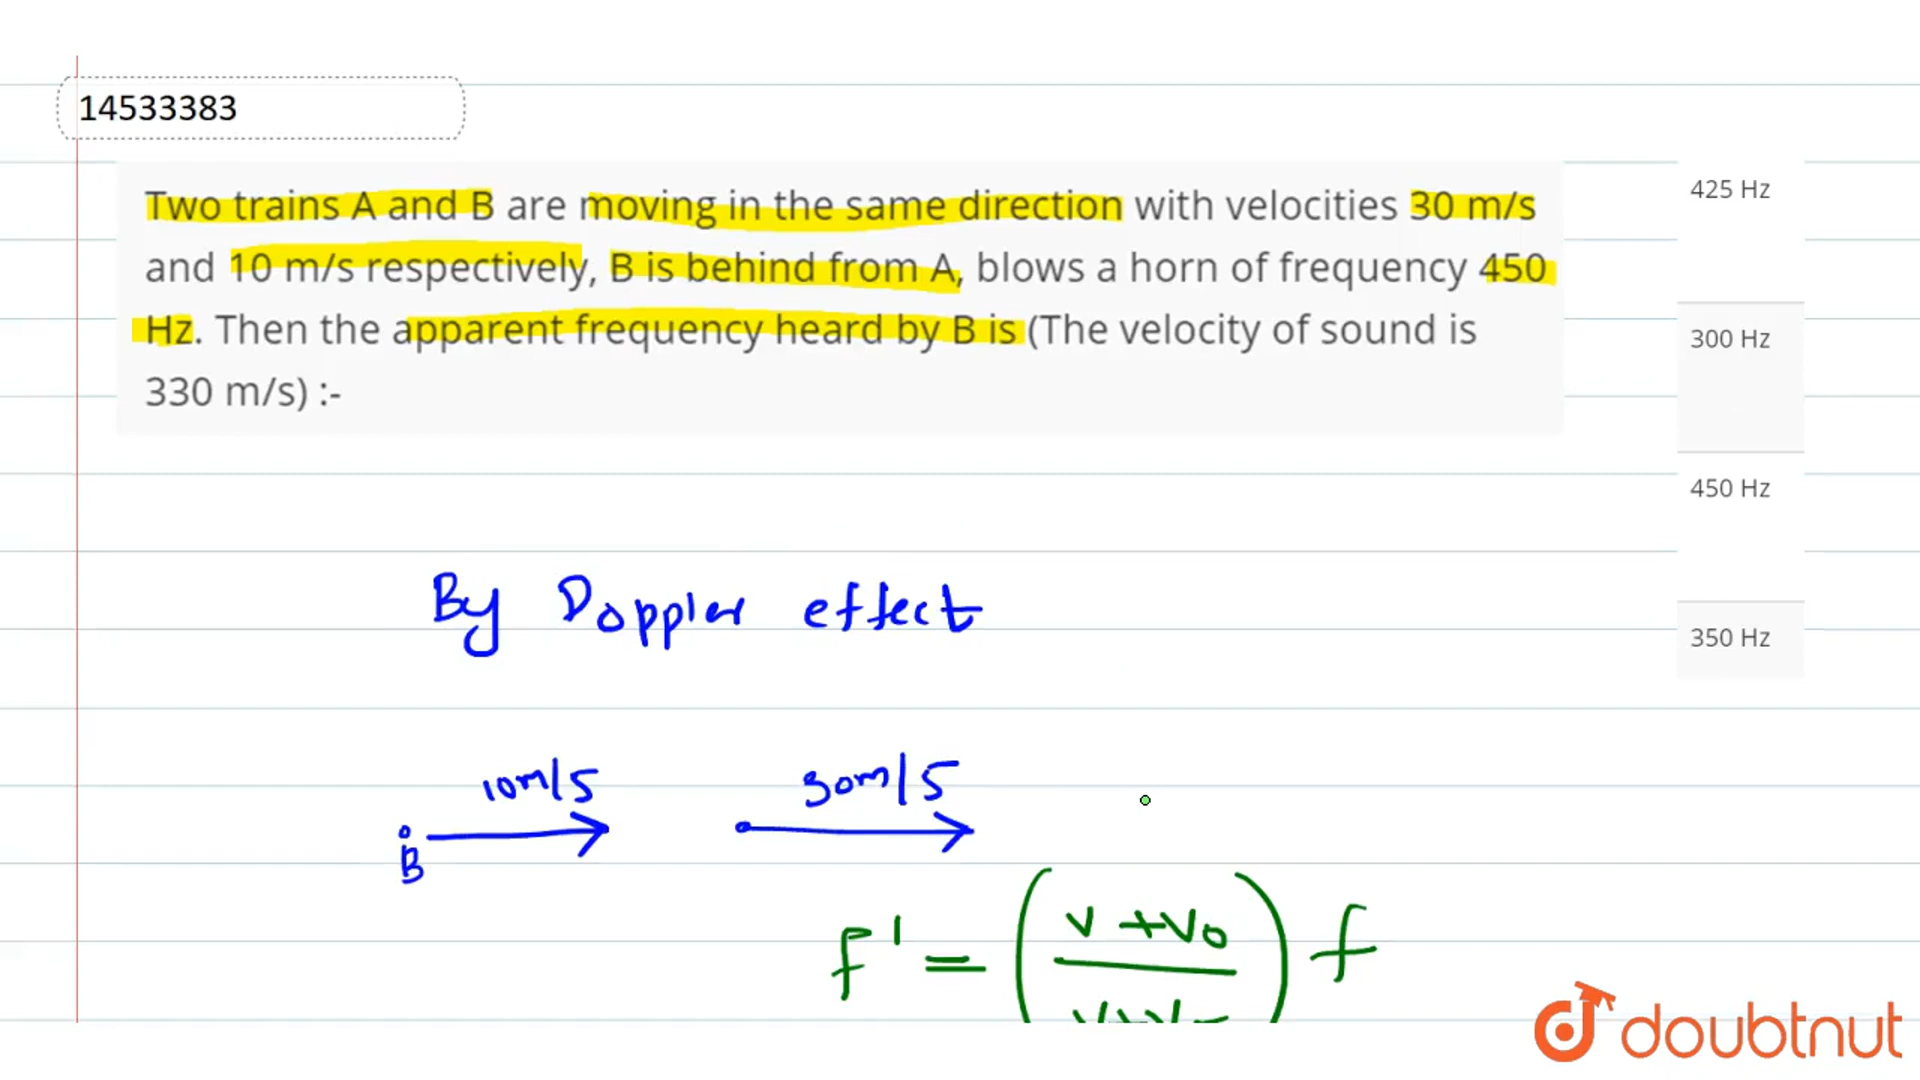 14533383
Two trains A and B are moving in the same direction with velocities 30 m/s
and 10 m/s respectively, B is behind from A, blows a horn of frequency 450
Hz. Then the apparent frequency heard by B is (The velocity of sound is
330 m/s) :-
425 Hz
300 Hz
450 Hz
350 Hz
By Doppler effect
10m/s 30m/s
B
f' = (v + v0 / v + vs) f
doubtnut